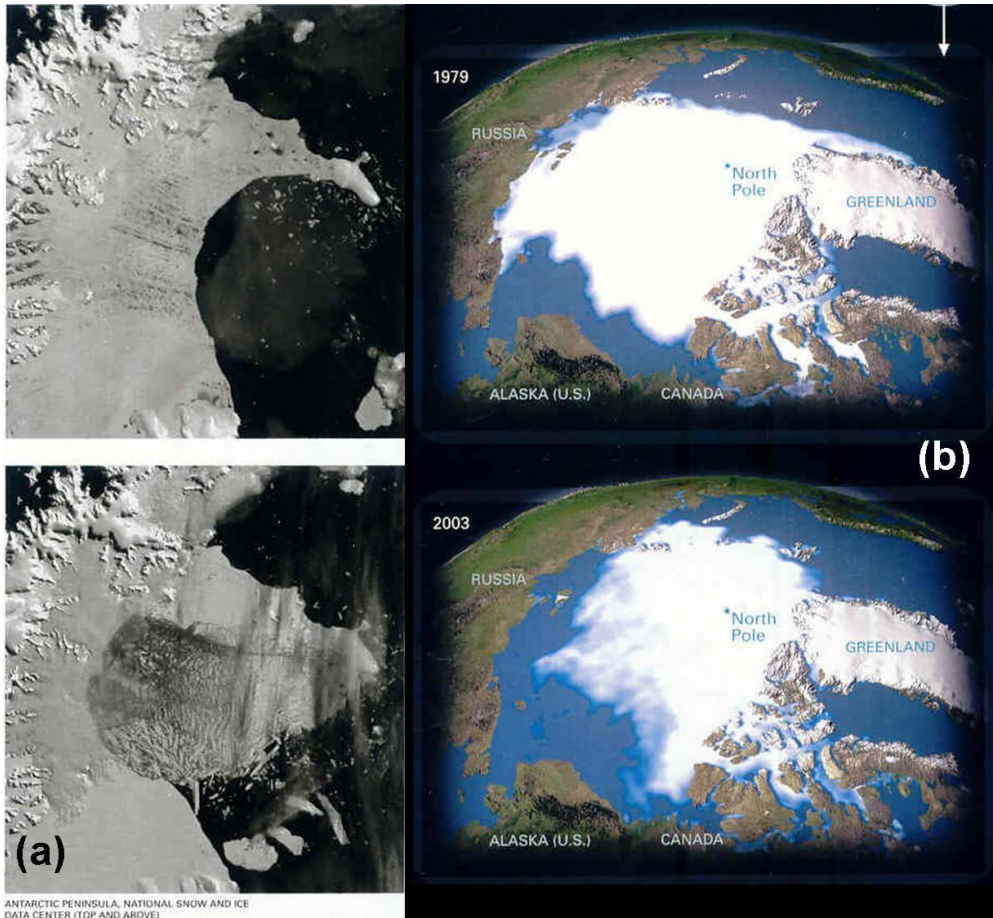 1979
RUSSIA
*North
Pole
GREENLAND
ALASKA (U.S.)
CANADA
(b)
2003
RUSSIA
*North
Pole
GREENLAND
ALASKA (U.S.)
CANADA
(a)
ANTARCTIC PENINSULA, NATIONAL SNOW AND ICE
DATA CENTER (TOP AND ABOVE)